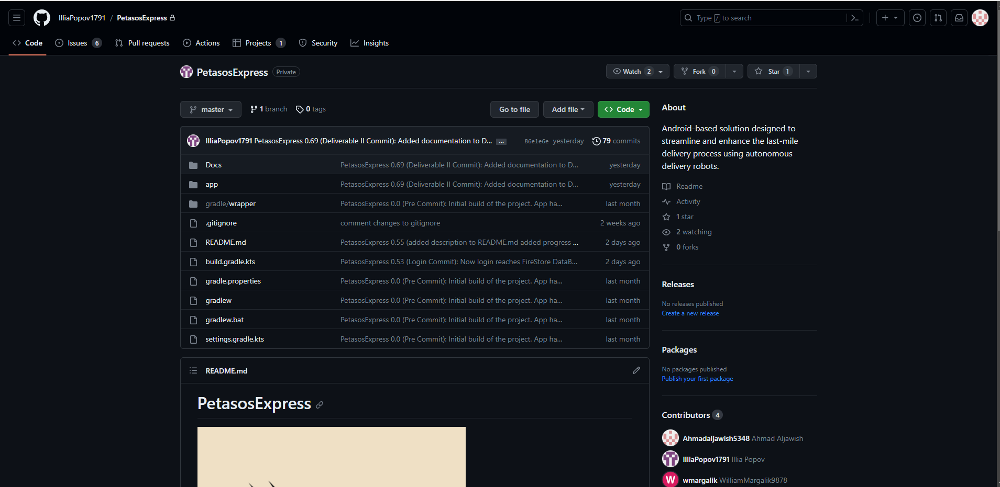 IlliaPopov1791 / PetasosExpress
Type / to search
Code Issues 6 Pull requests Actions Projects 1 Security Insights
PetasosExpress Private
Watch 2 Fork 0 Star 1
master 1 branch 0 tags
Go to file Add file <> Code
IlliaPopov1791 PetasosExpress 0.69 (Deliverable II Commit): Added documentation to D... ... 86e1e6e yesterday 79 commits
Docs PetasosExpress 0.69 (Deliverable II Commit): Added documentation to D... yesterday
app PetasosExpress 0.69 (Deliverable II Commit): Added documentation to D... yesterday
gradle/wrapper PetasosExpress 0.0 (Pre Commit): Initial build of the project. App ha... last month
.gitignore comment changes to gitignore 2 weeks ago
README.md PetasosExpress 0.55 (added description to README.md added progress ... 2 days ago
build.gradle.kts PetasosExpress 0.53 (Login Commit): Now login reaches FireStore DataB... 2 days ago
gradle.properties PetasosExpress 0.0 (Pre Commit): Initial build of the project. App ha... last month
gradlew PetasosExpress 0.0 (Pre Commit): Initial build of the project. App ha... last month
gradlew.bat PetasosExpress 0.0 (Pre Commit): Initial build of the project. App ha... last month
settings.gradle.kts PetasosExpress 0.0 (Pre Commit): Initial build of the project. App ha... last month
README.md
PetasosExpress
About
Android-based solution designed to
streamline and enhance the last-mile
delivery process using autonomous
delivery robots.
Readme
Activity
1 star
2 watching
0 forks
Releases
No releases published
Create a new release
Packages
No packages published
Publish your first package
Contributors 4
Ahmadaljawish5348 Ahmad Aljawish
IlliaPopov1791 Illia Popov
W wmargalik WilliamMargalik9878